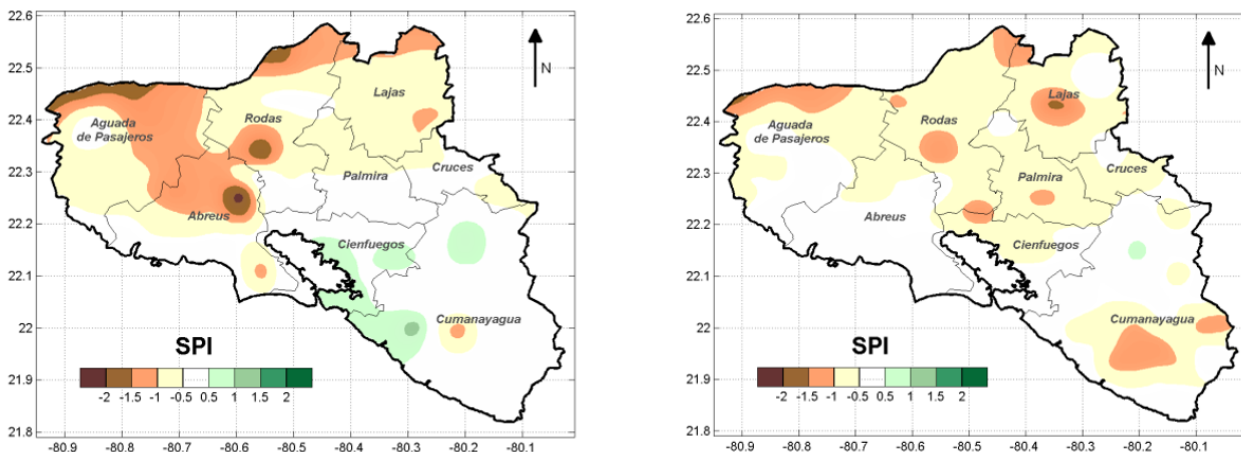 22.6
22.5
22.4
22.3
22.2
22.1
22
21.9
21.8
-80.9
-80.8
-80.7
-80.6
-80.5
-80.4
-80.3
-80.2
-80.1
N
Lajas
Rodas
Aguada
de Pasajeros
Cruces
Palmira
Abreus
Cienfuegos
Cumanayagua
SPI
-2 -1.5 -1 -0.5 0.5 1 1.5 2
22.6
22.5
22.4
22.3
22.2
22.1
22
21.9
21.8
-80.9
-80.8
-80.7
-80.6
-80.5
-80.4
-80.3
-80.2
-80.1
N
Lajas
Rodas
Aguada
de Pasajeros
Cruces
Palmira
Abreus
Cienfuegos
Cumanayagua
SPI
-2 -1.5 -1 -0.5 0.5 1 1.5 2